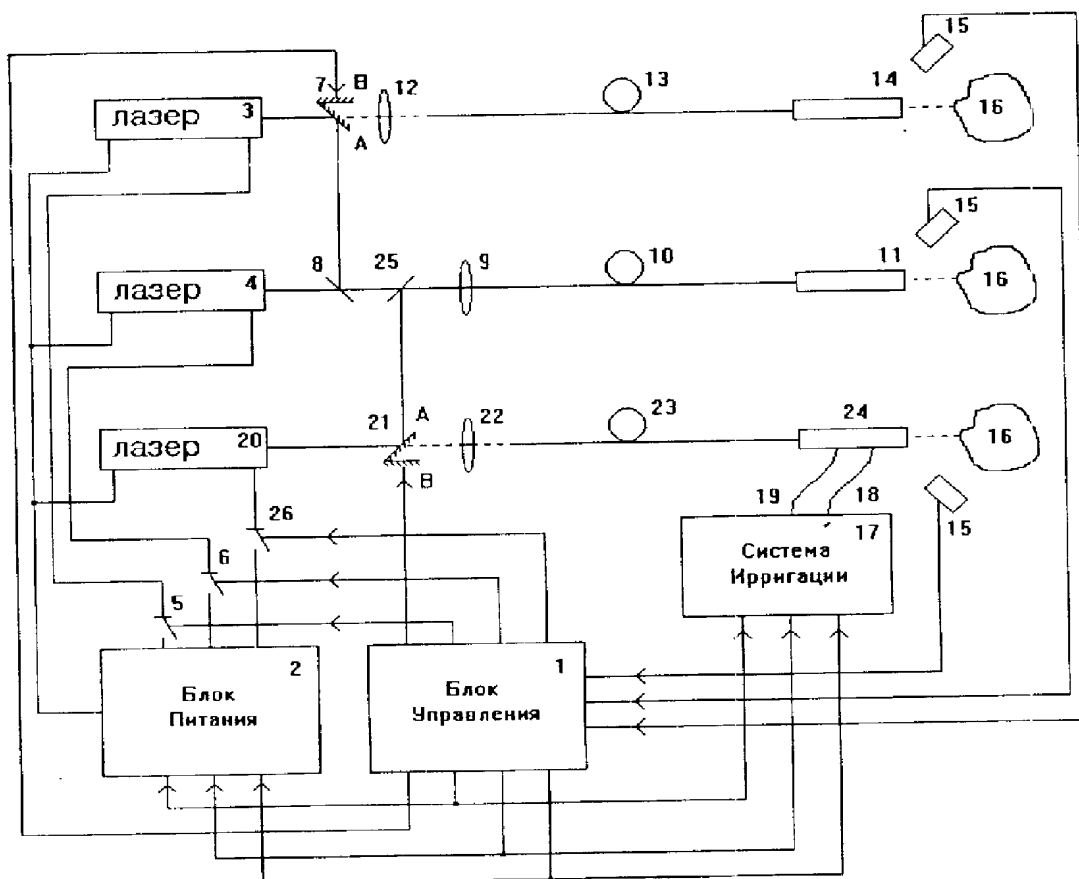 15
7 В 12
13
14
лазер 3
16
А
15
8
25
9
10
11
лазер 4
16
21
А
22
23
24
лазер 20
16
В
26
19
18
15
6
17
Система
Ирригации
5
2
Блок
Питания
1
Блок
Управления